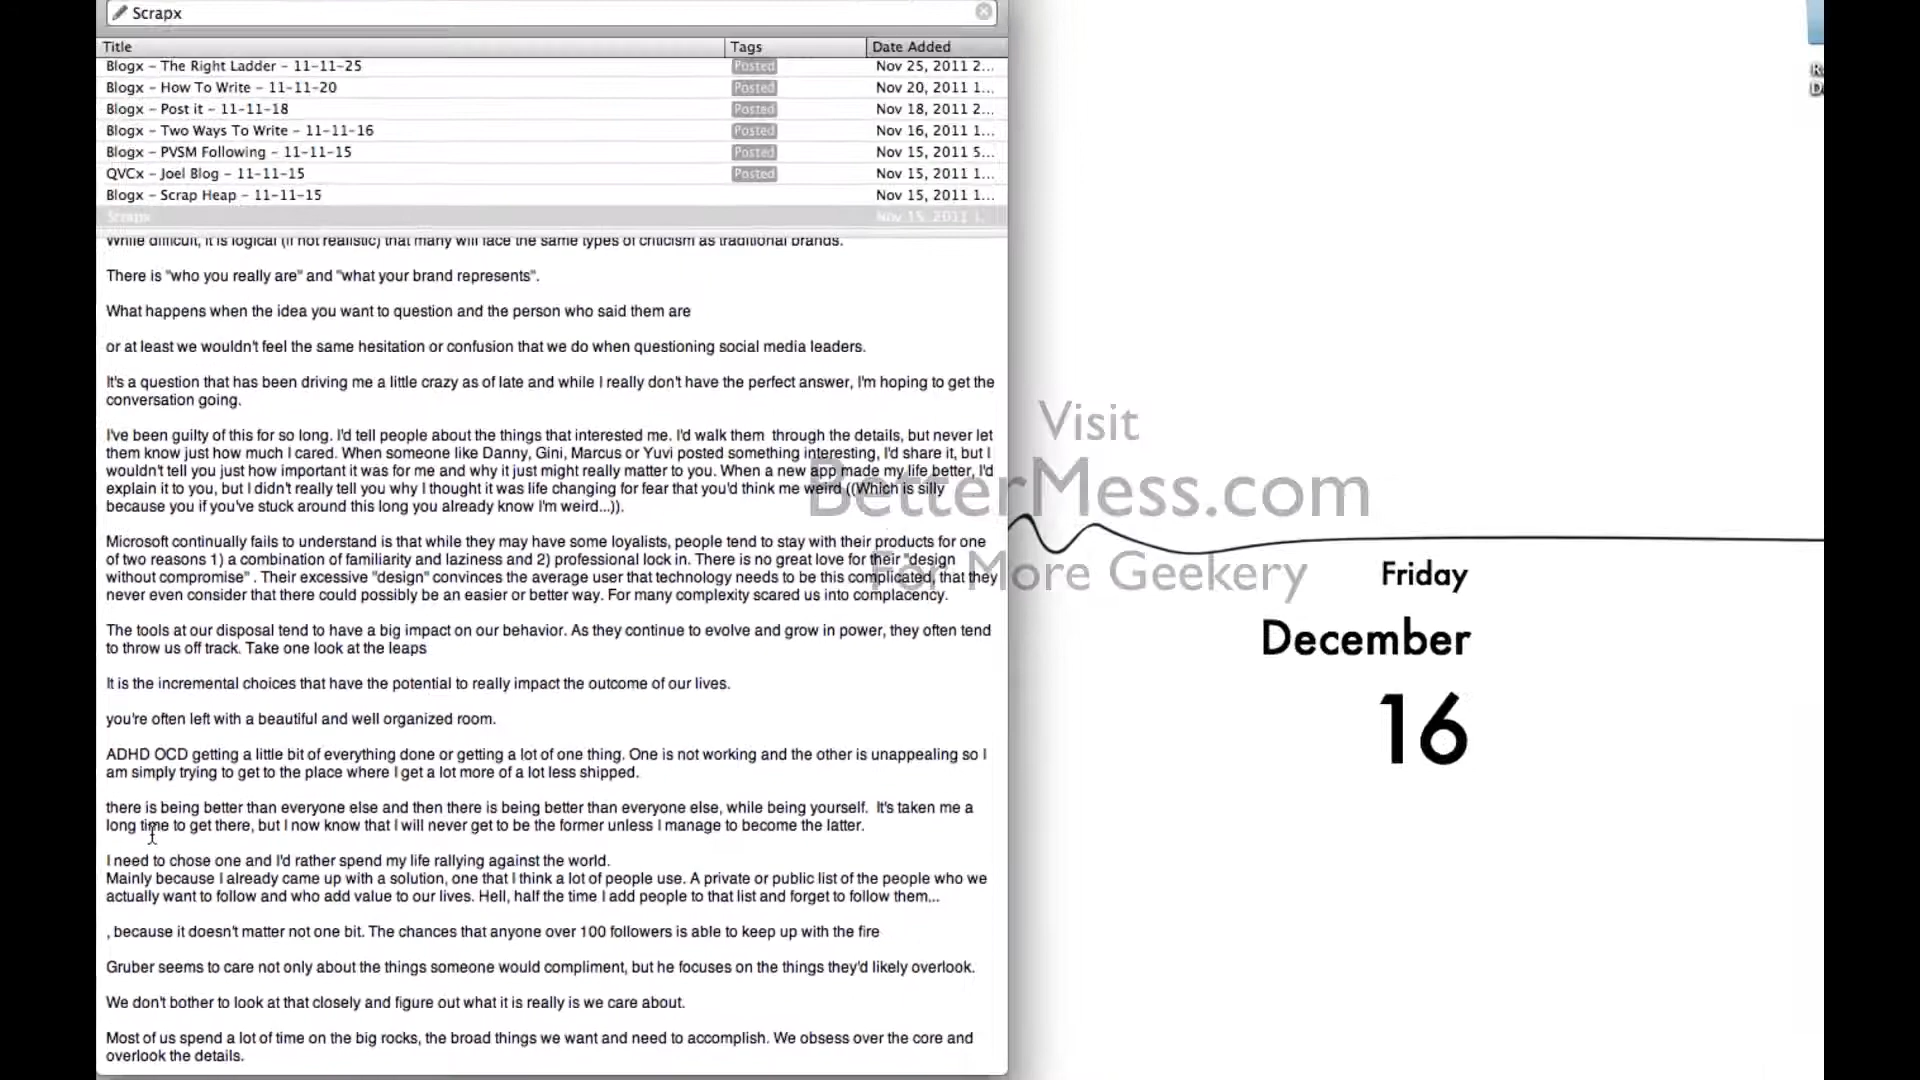 Scrapx
Title Tags Date Added
Blogx – The Right Ladder – 11-11-25 Posted Nov 25, 2011 2...
Blogx – How To Write – 11-11-20 Posted Nov 20, 2011 1...
Blogx – Post it – 11-11-18 Posted Nov 18, 2011 2...
Blogx – Two Ways To Write – 11-11-16 Posted Nov 16, 2011 1...
Blogx – PVSM Following – 11-11-15 Posted Nov 15, 2011 5...
QVCx – Joel Blog – 11-11-15 Posted Nov 15, 2011 1...
Blogx – Scrap Heap – 11-11-15 Nov 15, 2011 1...
Scrapx Nov 15, 2011 1...
While difficult, it is logical (if not realistic) that many will face the same types of criticism as traditional brands.
There is "who you really are" and "what your brand represents".
What happens when the idea you want to question and the person who said them are
or at least we wouldn't feel the same hesitation or confusion that we do when questioning social media leaders.
It's a question that has been driving me a little crazy as of late and while I really don't have the perfect answer, I'm hoping to get the
conversation going.
I've been guilty of this for so long. I'd tell people about the things that interested me. I'd walk them  through the details, but never let
them know just how much I cared. When someone like Danny, Gini, Marcus or Yuvi posted something interesting, I'd share it, but I
wouldn't tell you just how important it was for me and why it just might really matter to you. When a new app made my life better, I'd
explain it to you, but I didn't really tell you why I thought it was life changing for fear that you'd think me weird ((Which is silly
because you if you've stuck around this long you already know I'm weird...)).
Microsoft continually fails to understand is that while they may have some loyalists, people tend to stay with their products for one
of two reasons 1) a combination of familiarity and laziness and 2) professional lock in. There is no great love for their "design
without compromise" . Their excessive "design" convinces the average user that technology needs to be this complicated, that they
never even consider that there could possibly be an easier or better way. For many complexity scared us into complacency.
The tools at our disposal tend to have a big impact on our behavior. As they continue to evolve and grow in power, they often tend
to throw us off track. Take one look at the leaps
It is the incremental choices that have the potential to really impact the outcome of our lives.
you're often left with a beautiful and well organized room.
ADHD OCD getting a little bit of everything done or getting a lot of one thing. One is not working and the other is unappealing so I
am simply trying to get to the place where I get a lot more of a lot less shipped.
there is being better than everyone else and then there is being better than everyone else, while being yourself.  It's taken me a
long time to get there, but I now know that I will never get to be the former unless I manage to become the latter.
I need to chose one and I'd rather spend my life rallying against the world.
Mainly because I already came up with a solution, one that I think a lot of people use. A private or public list of the people who we
actually want to follow and who add value to our lives. Hell, half the time I add people to that list and forget to follow them...
, because it doesn't matter not one bit. The chances that anyone over 100 followers is able to keep up with the fire
Gruber seems to care not only about the things someone would compliment, but he focuses on the things they'd likely overlook.
We don't bother to look at that closely and figure out what it is really is we care about.
Most of us spend a lot of time on the big rocks, the broad things we want and need to accomplish. We obsess over the core and
overlook the details.
Visit
BetterMess.com
For More Geekery
Friday
December
16